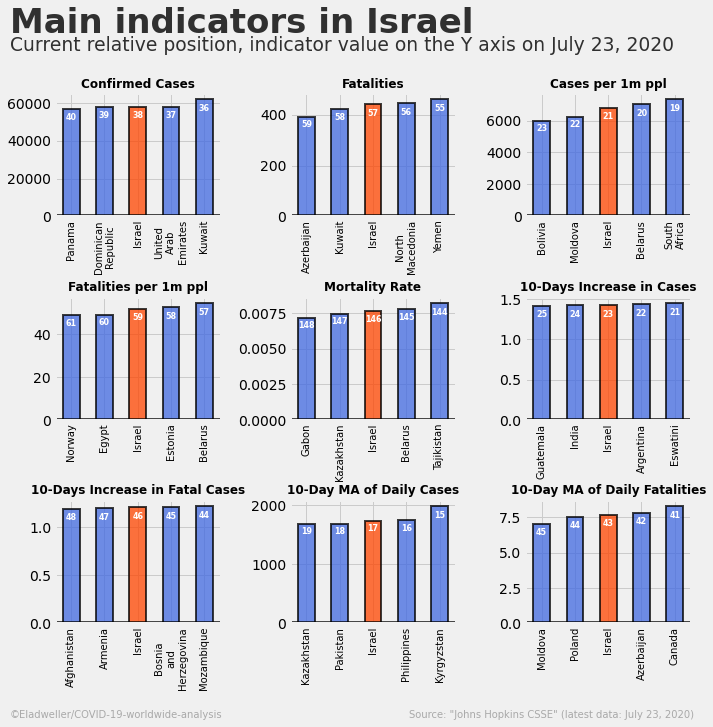 Main indicators in Israel
Current relative position, indicator value on the Y axis on July 23, 2020
Confirmed Cases
60000
40000
20000
0
40
39
38
37
36
Panama
Dominican
Republic
Israel
United
Arab
Emirates
Kuwait
Fatalities
400
200
0
59
58
57
56
55
Azerbaijan
Kuwait
Israel
North
Macedonia
Yemen
Cases per 1m ppl
6000
4000
2000
0
23
22
21
20
19
Bolivia
Moldova
Israel
Belarus
South
Africa
Fatalities per 1m ppl
40
20
0
61
60
59
58
57
Norway
Egypt
Israel
Estonia
Belarus
Mortality Rate
0.0075
0.0050
0.0025
0.0000
148
147
146
145
144
Gabon
Kazakhstan
Israel
Belarus
Tajikistan
10-Days Increase in Cases
1.5
1.0
0.5
0.0
25
24
23
22
21
Guatemala
India
Israel
Argentina
Eswatini
10-Days Increase in Fatal Cases
1.0
0.5
0.0
48
47
46
45
44
Afghanistan
Armenia
Israel
Bosnia
and
Herzegovina
Mozambique
10-Day MA of Daily Cases
2000
1000
0
19
18
17
16
15
Kazakhstan
Pakistan
Israel
Philippines
Kyrgyzstan
10-Day MA of Daily Fatalities
7.5
5.0
2.5
0.0
45
44
43
42
41
Moldova
Poland
Israel
Azerbaijan
Canada
©Eladweller/COVID-19-worldwide-analysis
Source: "Johns Hopkins CSSE" (latest data: July 23, 2020)